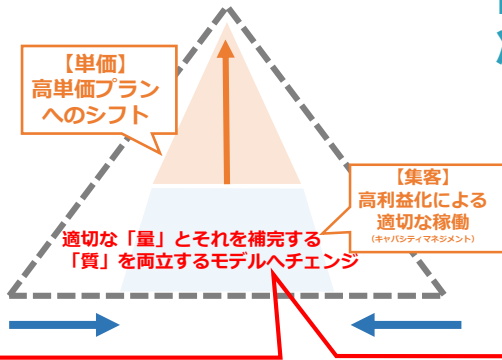 【単価】
高単価プラン
へのシフト
【集客】
高利益化による
適切な稼働
(キャパシティマネジメント)
適切な「量」とそれを補完する
「質」を両立するモデルへチェンジ